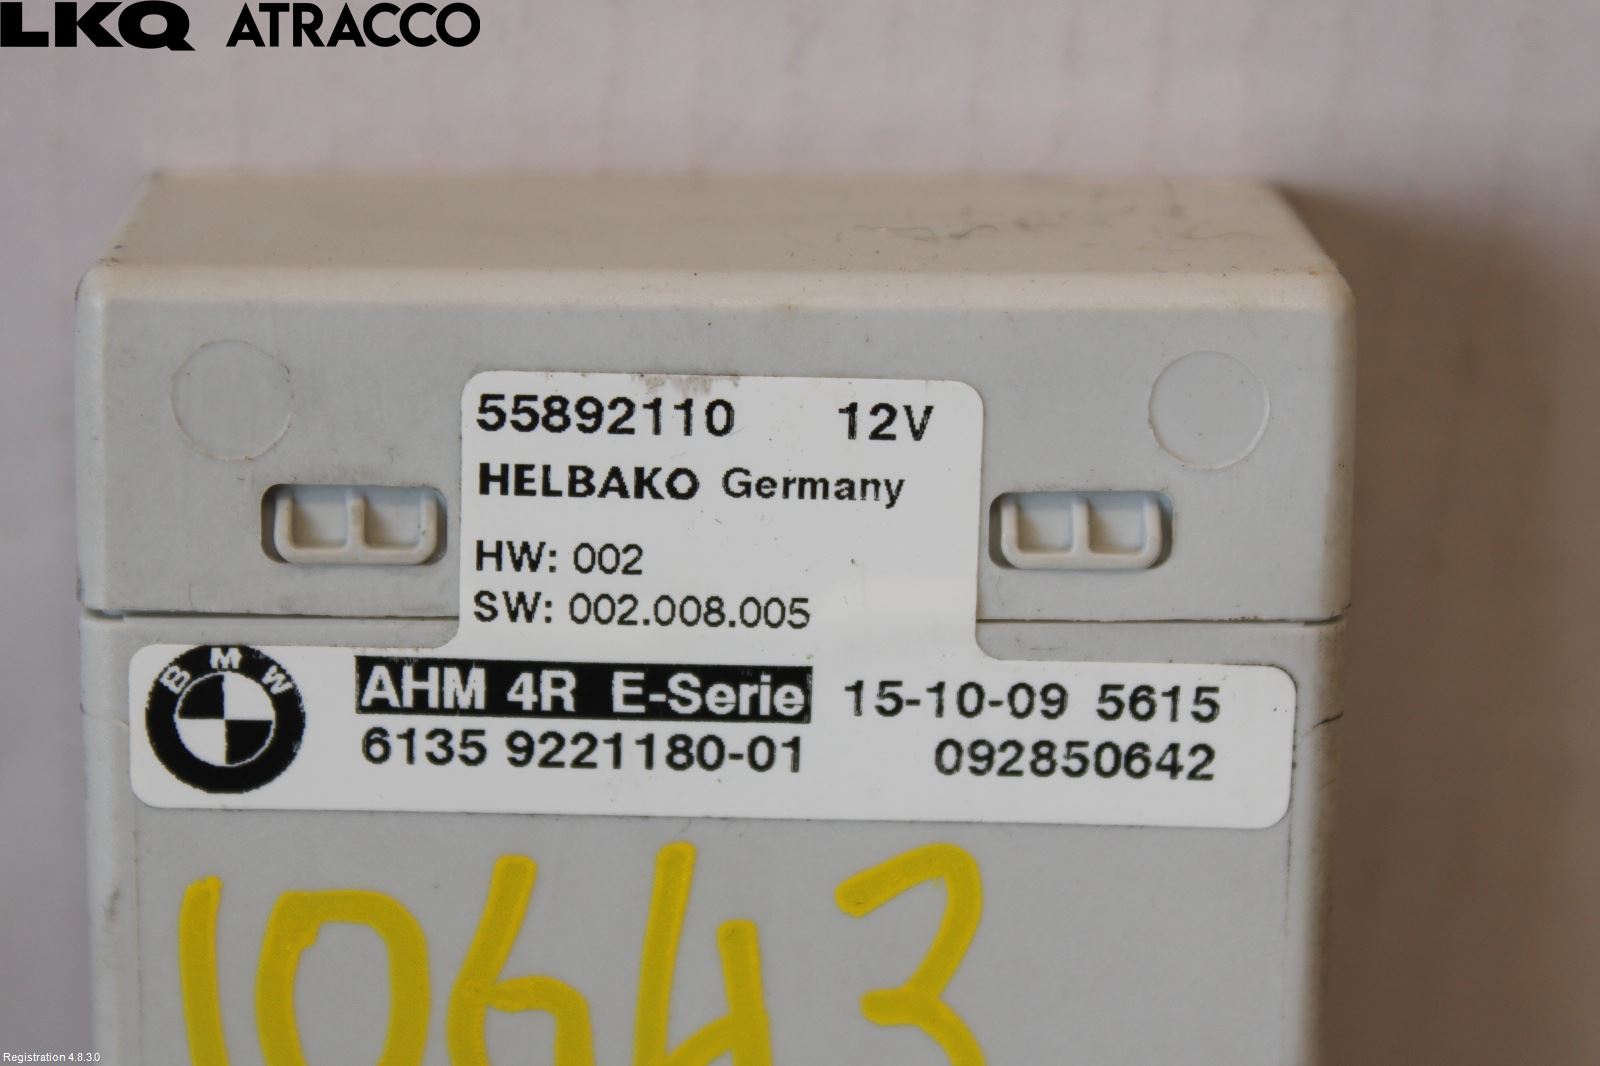 LKQ ATRACCO
55892110 12V
HELBAKO Germany
HW: 002
SW: 002.008.005
BMW
AHM 4R E-Serie 15-10-09 5615
6135 9221180-01 092850642
10643
Registration 4.8.3.0